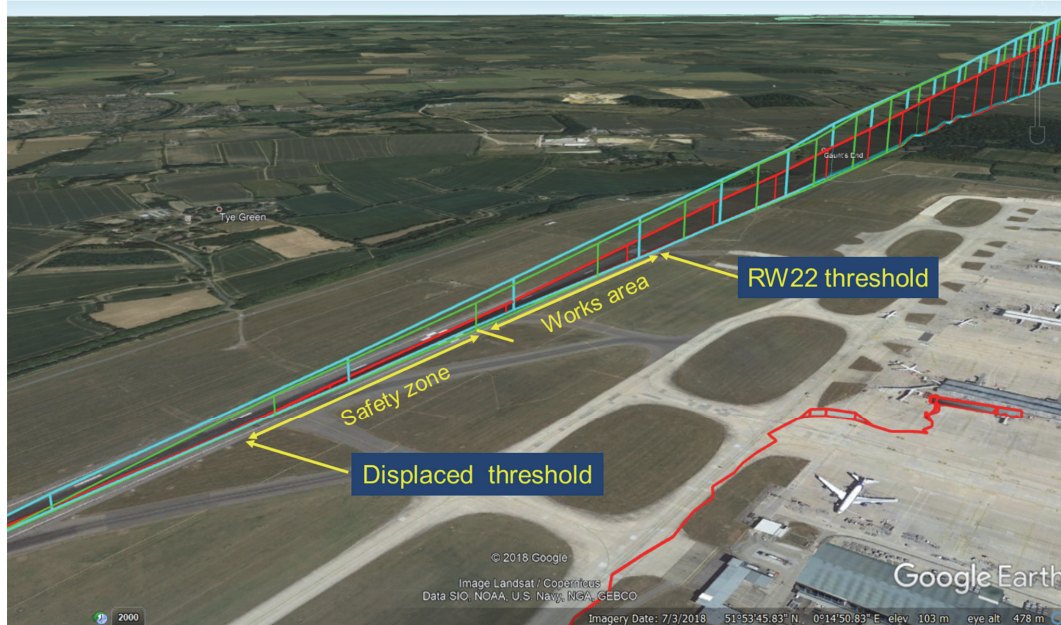 Gaunt's End
Tye Green
RW22 threshold
Works area
Safety zone
Displaced threshold
© 2018 Google
Image Landsat / Copernicus
Data SIO, NOAA, U.S. Navy, NGA, GEBCO
Google Earth
2000
Imagery Date: 7/3/2018 51°53'45.83" N 0°14'50.83" E elev 103 m eye alt 478 m